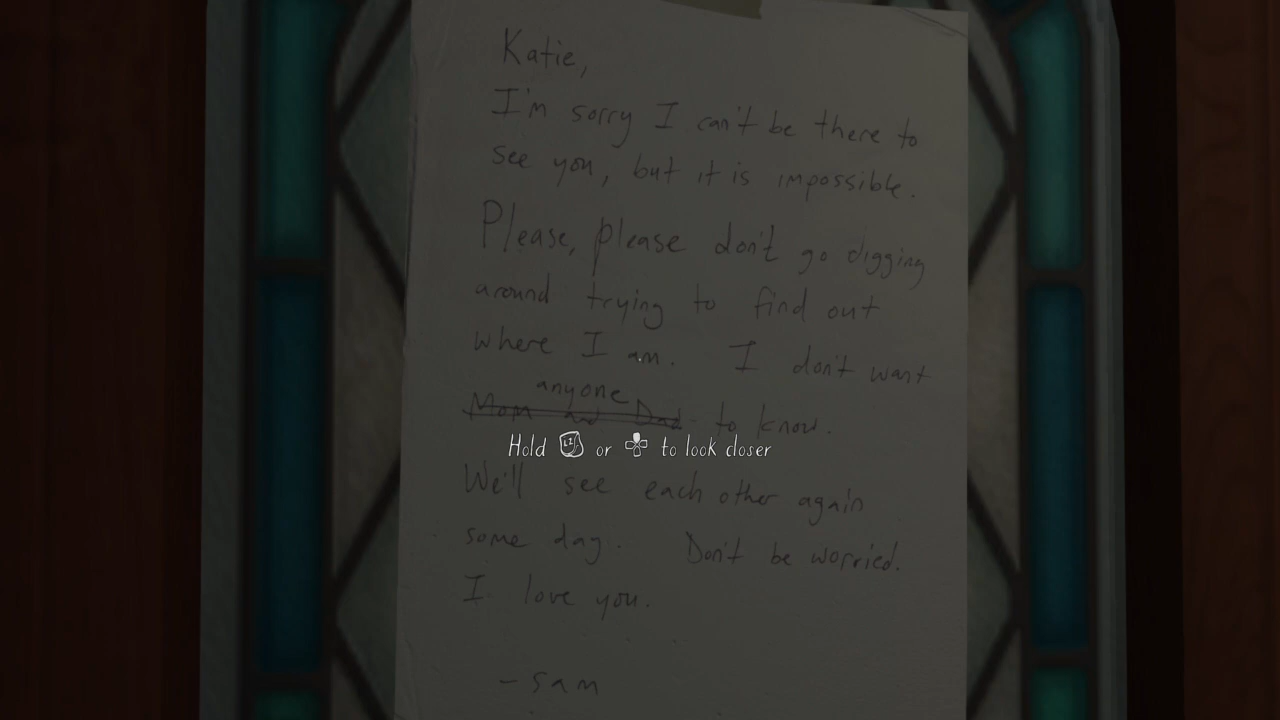 Katie,
I'm sorry I can't be there to
see you, but it is impossible.
Please, please don't go digging
around trying to find out
where I am. I don't want
anyone
Mom and Dad to know.
Hold L2 or to look closer
We'll see each other again
some day. Don't be worried.
I love you.
- Sam